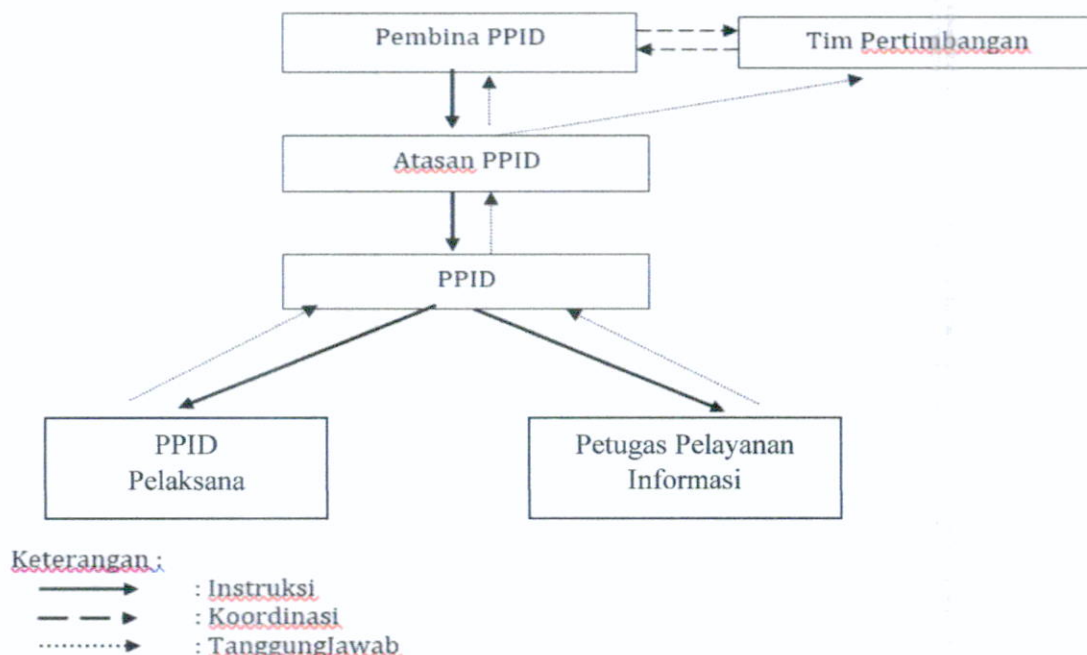 Pembina PPID
Tim Pertimbangan
Atasan PPID
PPID
PPID
Pelaksana
Petugas Pelayanan
Informasi
Keterangan :
: Instruksi
: Koordinasi
: TanggungJawab